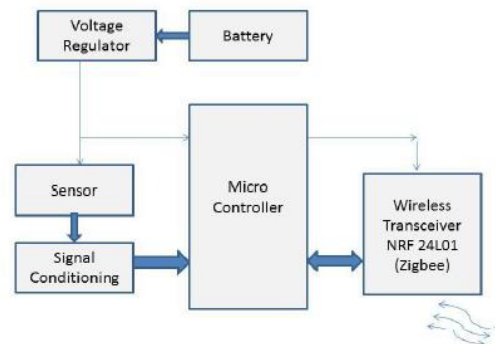 Voltage
Regulator
Battery
Sensor
Micro
Controller
Wireless
Transceiver
NRF 24L01
(Zigbee)
Signal
Conditioning